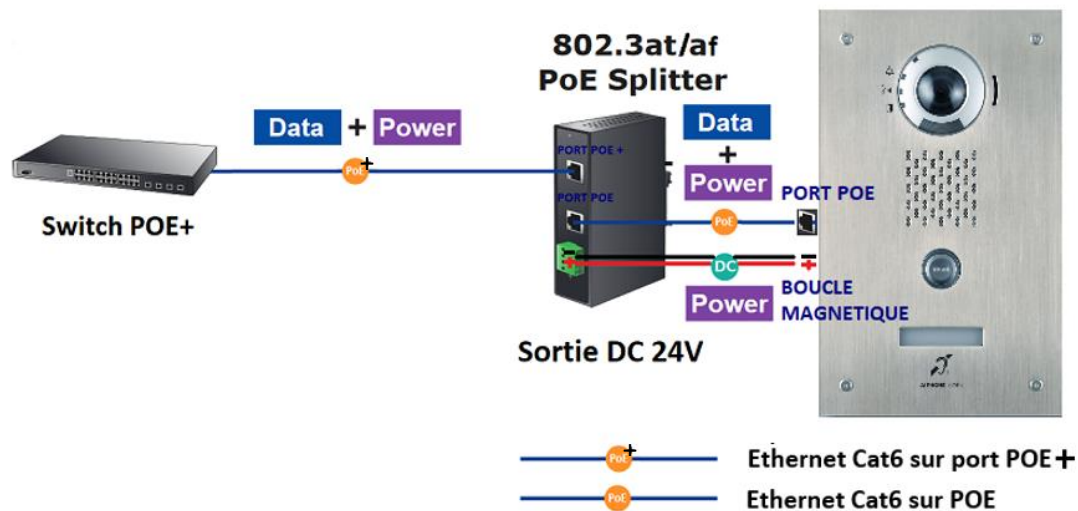 802.3at/af
PoE Splitter
Data + Power
Data
+
Power
PORT POE +
PORT POE
PoE +
PoE
PORT POE
Switch POE+
- +
DC
- +
Power
BOUCLE
MAGNETIQUE
Sortie DC 24V
AIPHONE
PoE + Ethernet Cat6 sur port POE+
PoE Ethernet Cat6 sur POE